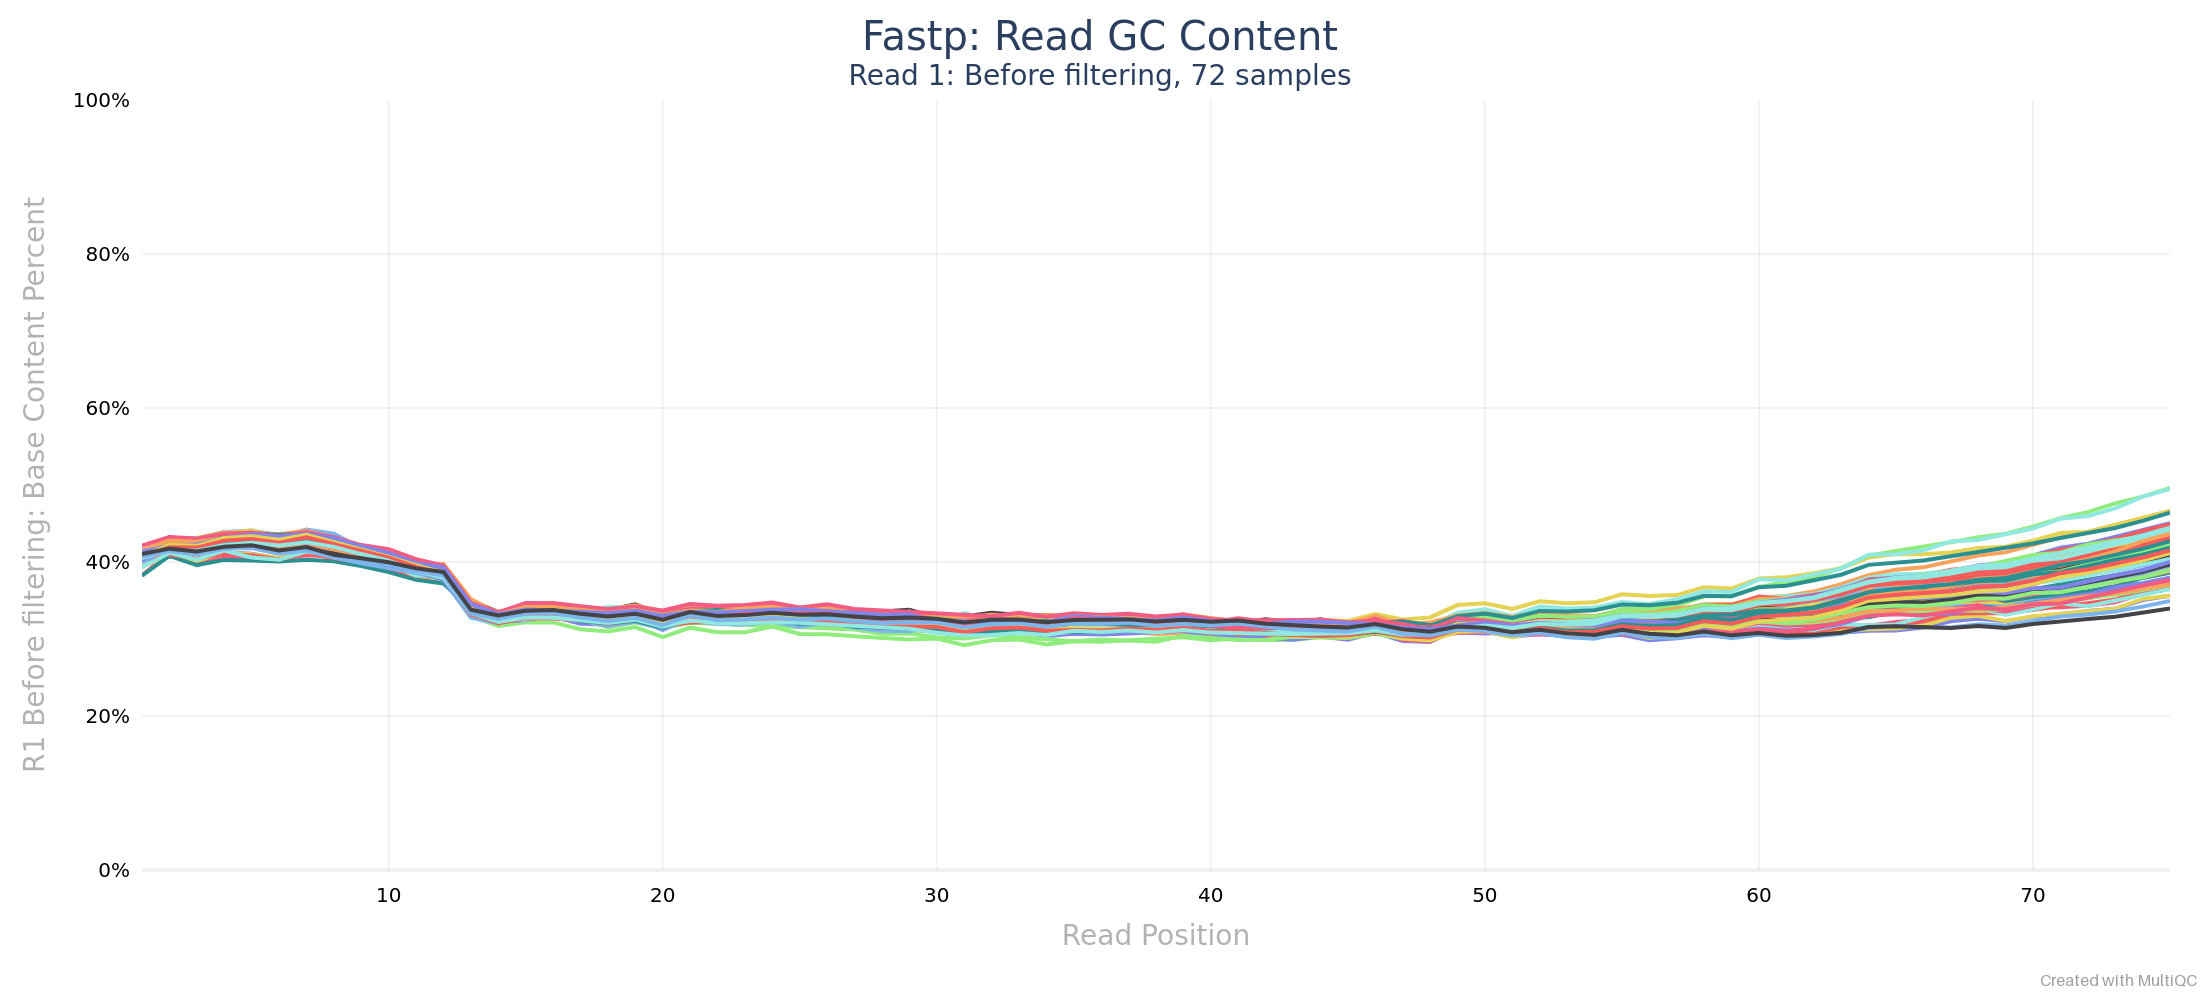 Fastp: Read GC Content
Read 1: Before filtering, 72 samples
R1 Before filtering: Base Content Percent
100%
80%
60%
40%
20%
0%
10
20
30
40
50
60
70
Read Position
Created with MultiQC